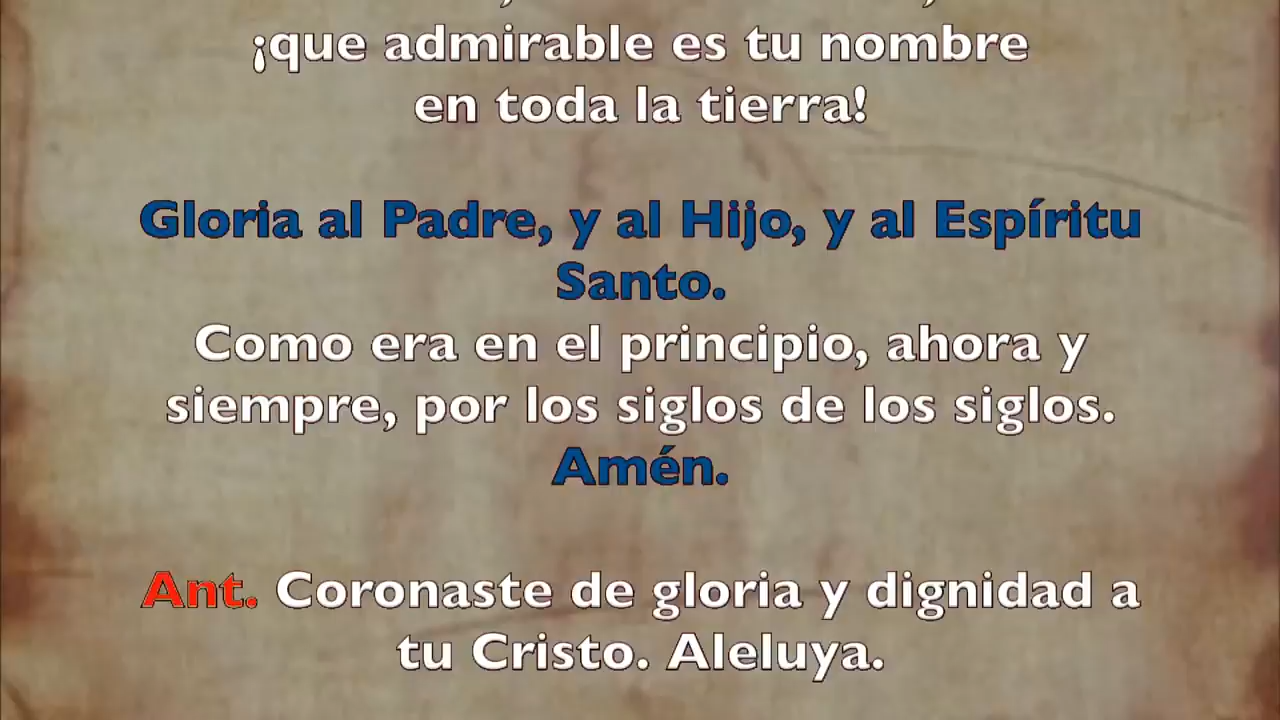 ¡que admirable es tu nombre
en toda la tierra!
Gloria al Padre, y al Hijo, y al Espíritu
Santo.
Como era en el principio, ahora y
siempre, por los siglos de los siglos.
Amén.
Ant. Coronaste de gloria y dignidad a
tu Cristo. Aleluya.